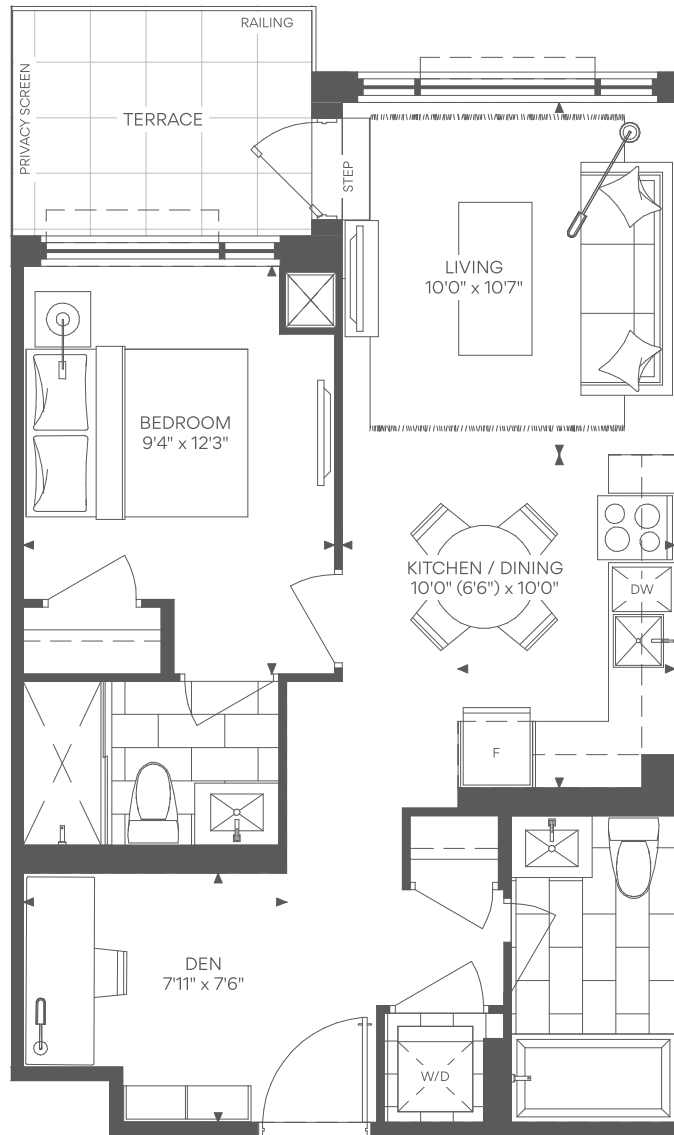 RAILING
PRIVACY SCREEN
TERRACE
STEP
LIVING
10'0" x 10'7"
BEDROOM
9'4" x 12'3"
KITCHEN / DINING
10'0" (6'6") x 10'0"
DW
F
DEN
7'11" x 7'6"
W/D